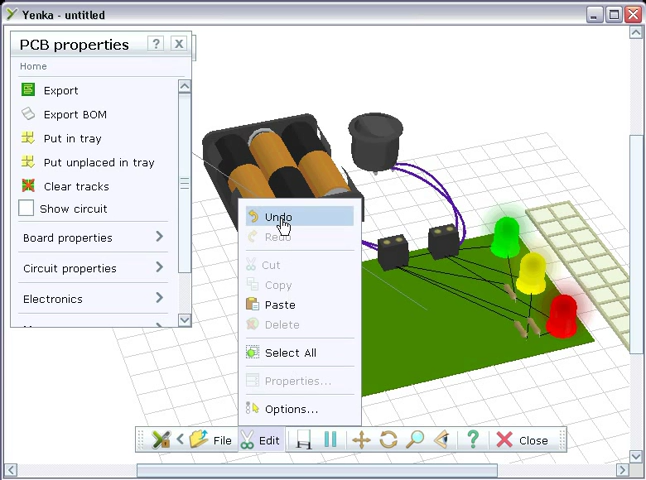 Yenka - untitled
PCB properties ?
Home
Export
Export BOM
Put in tray
Put unplaced in tray
Clear tracks
Show circuit
Board properties
Circuit properties
Electronics
Undo
Redo
Cut
Copy
Paste
Delete
Select All
Properties...
Options...
File Edit ? Close